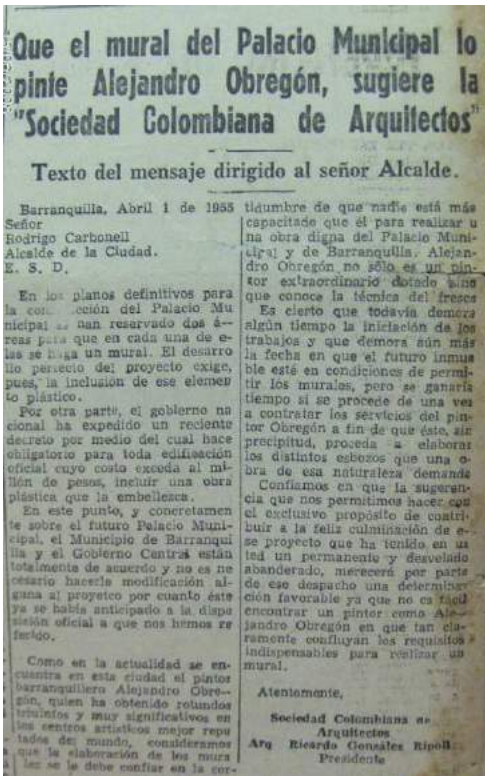 Que el mural del Palacio Municipal lo
pinte Alejandro Obregón, sugiere la
"Sociedad Colombiana de Arquitectos"
Texto del mensaje dirigido al señor Alcalde.
Barranquilla, Abril 1 de 1955
Señor
Rodrigo Carbonell
Alcalde de la Ciudad.
E. S. D.
En los planos definitivos para
la construcción del Palacio Mu
nicipal se han reservado dos á-
reas para que en cada una de e-
las se haga un mural. El desarro
llo perfecto del proyecto exige,
pues, la inclusión de ese elemen
to plástico.
Por otra parte, el gobierno na
cional ha expedido un reciente
decreto por medio del cual hace
obligatorio para toda edificación
oficial cuyo costo exceda al mi-
llón de pesos, incluir una obra
plástica que la embellezca.
En este punto, y concretamen
te sobre el futuro Palacio Muni-
cipal, el Municipio de Barranqui
lla y el Gobierno Central están
totalmente de acuerdo y no es ne
cesario hacerle modificación al-
guna al proyetco por cuanto éste
ya se había anticipado a la dispo
sición oficial a que nos hemos re
ferido.
Como en la actualidad se en-
cuentra en esta ciudad el pintor
barranquillero Alejandro Obre-
gón, quien ha obtenido rotundos
triunfos y muy significativos en
los centros artísticos mejor repu
tados del mundo, consideramos
que la elaboración de los mura
les se le debe confiar en la cer-
tidumbre de que nadie está más
capacitado que él para realizar u
na obra digna del Palacio Muni-
cipal y de Barranquilla. Alejan-
dro Obregón no sólo es un pin-
tor extraordinario dotado sino
que conoce la técnica del fresco
Es cierto que todavía demora
algún tiempo la iniciación de los
trabajos y que demora aún más
la fecha en que el futuro inmue
ble esté en condiciones de permi-
tir los murales, pero se ganaría
tiempo si se procede de una vez
a contratar los servicios del pin-
tor Obregón a fin de que éste, sin
precipitud, proceda a elaborar
los distintos esbozos que una o-
bra de esa naturaleza demande
Confiamos en que la sugeren-
cia que nos permitimos hacer con
el exclusivo propósito de contri-
buir a la feliz culminación de e-
se proyecto que ha tenido en us
ted un permanente y desvelado
abanderado, merecerá por parte
de ese despacho una determina-
ción favorable ya que no es fácil
encontrar un pintor como Ale-
jandro Obregón en que tan cla-
ramente confluyan los requisitos
indispensables para realizar un
mural.
Atentamente,
Sociedad Colombiana de
Arquitectos
Arq Ricardo Gonzáles Ripoll
Presidente